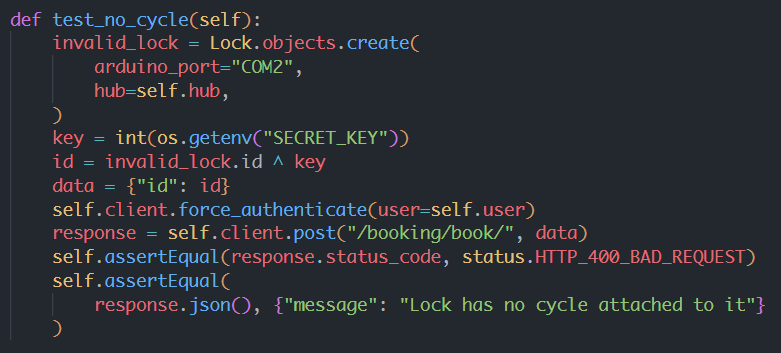 def test_no_cycle(self):
    invalid_lock = Lock.objects.create(
        arduino_port="COM2",
        hub=self.hub,
    )
    key = int(os.getenv("SECRET_KEY"))
    id = invalid_lock.id ^ key
    data = {"id": id}
    self.client.force_authenticate(user=self.user)
    response = self.client.post("/booking/book/", data)
    self.assertEqual(response.status_code, status.HTTP_400_BAD_REQUEST)
    self.assertEqual(
        response.json(), {"message": "Lock has no cycle attached to it"}
    )